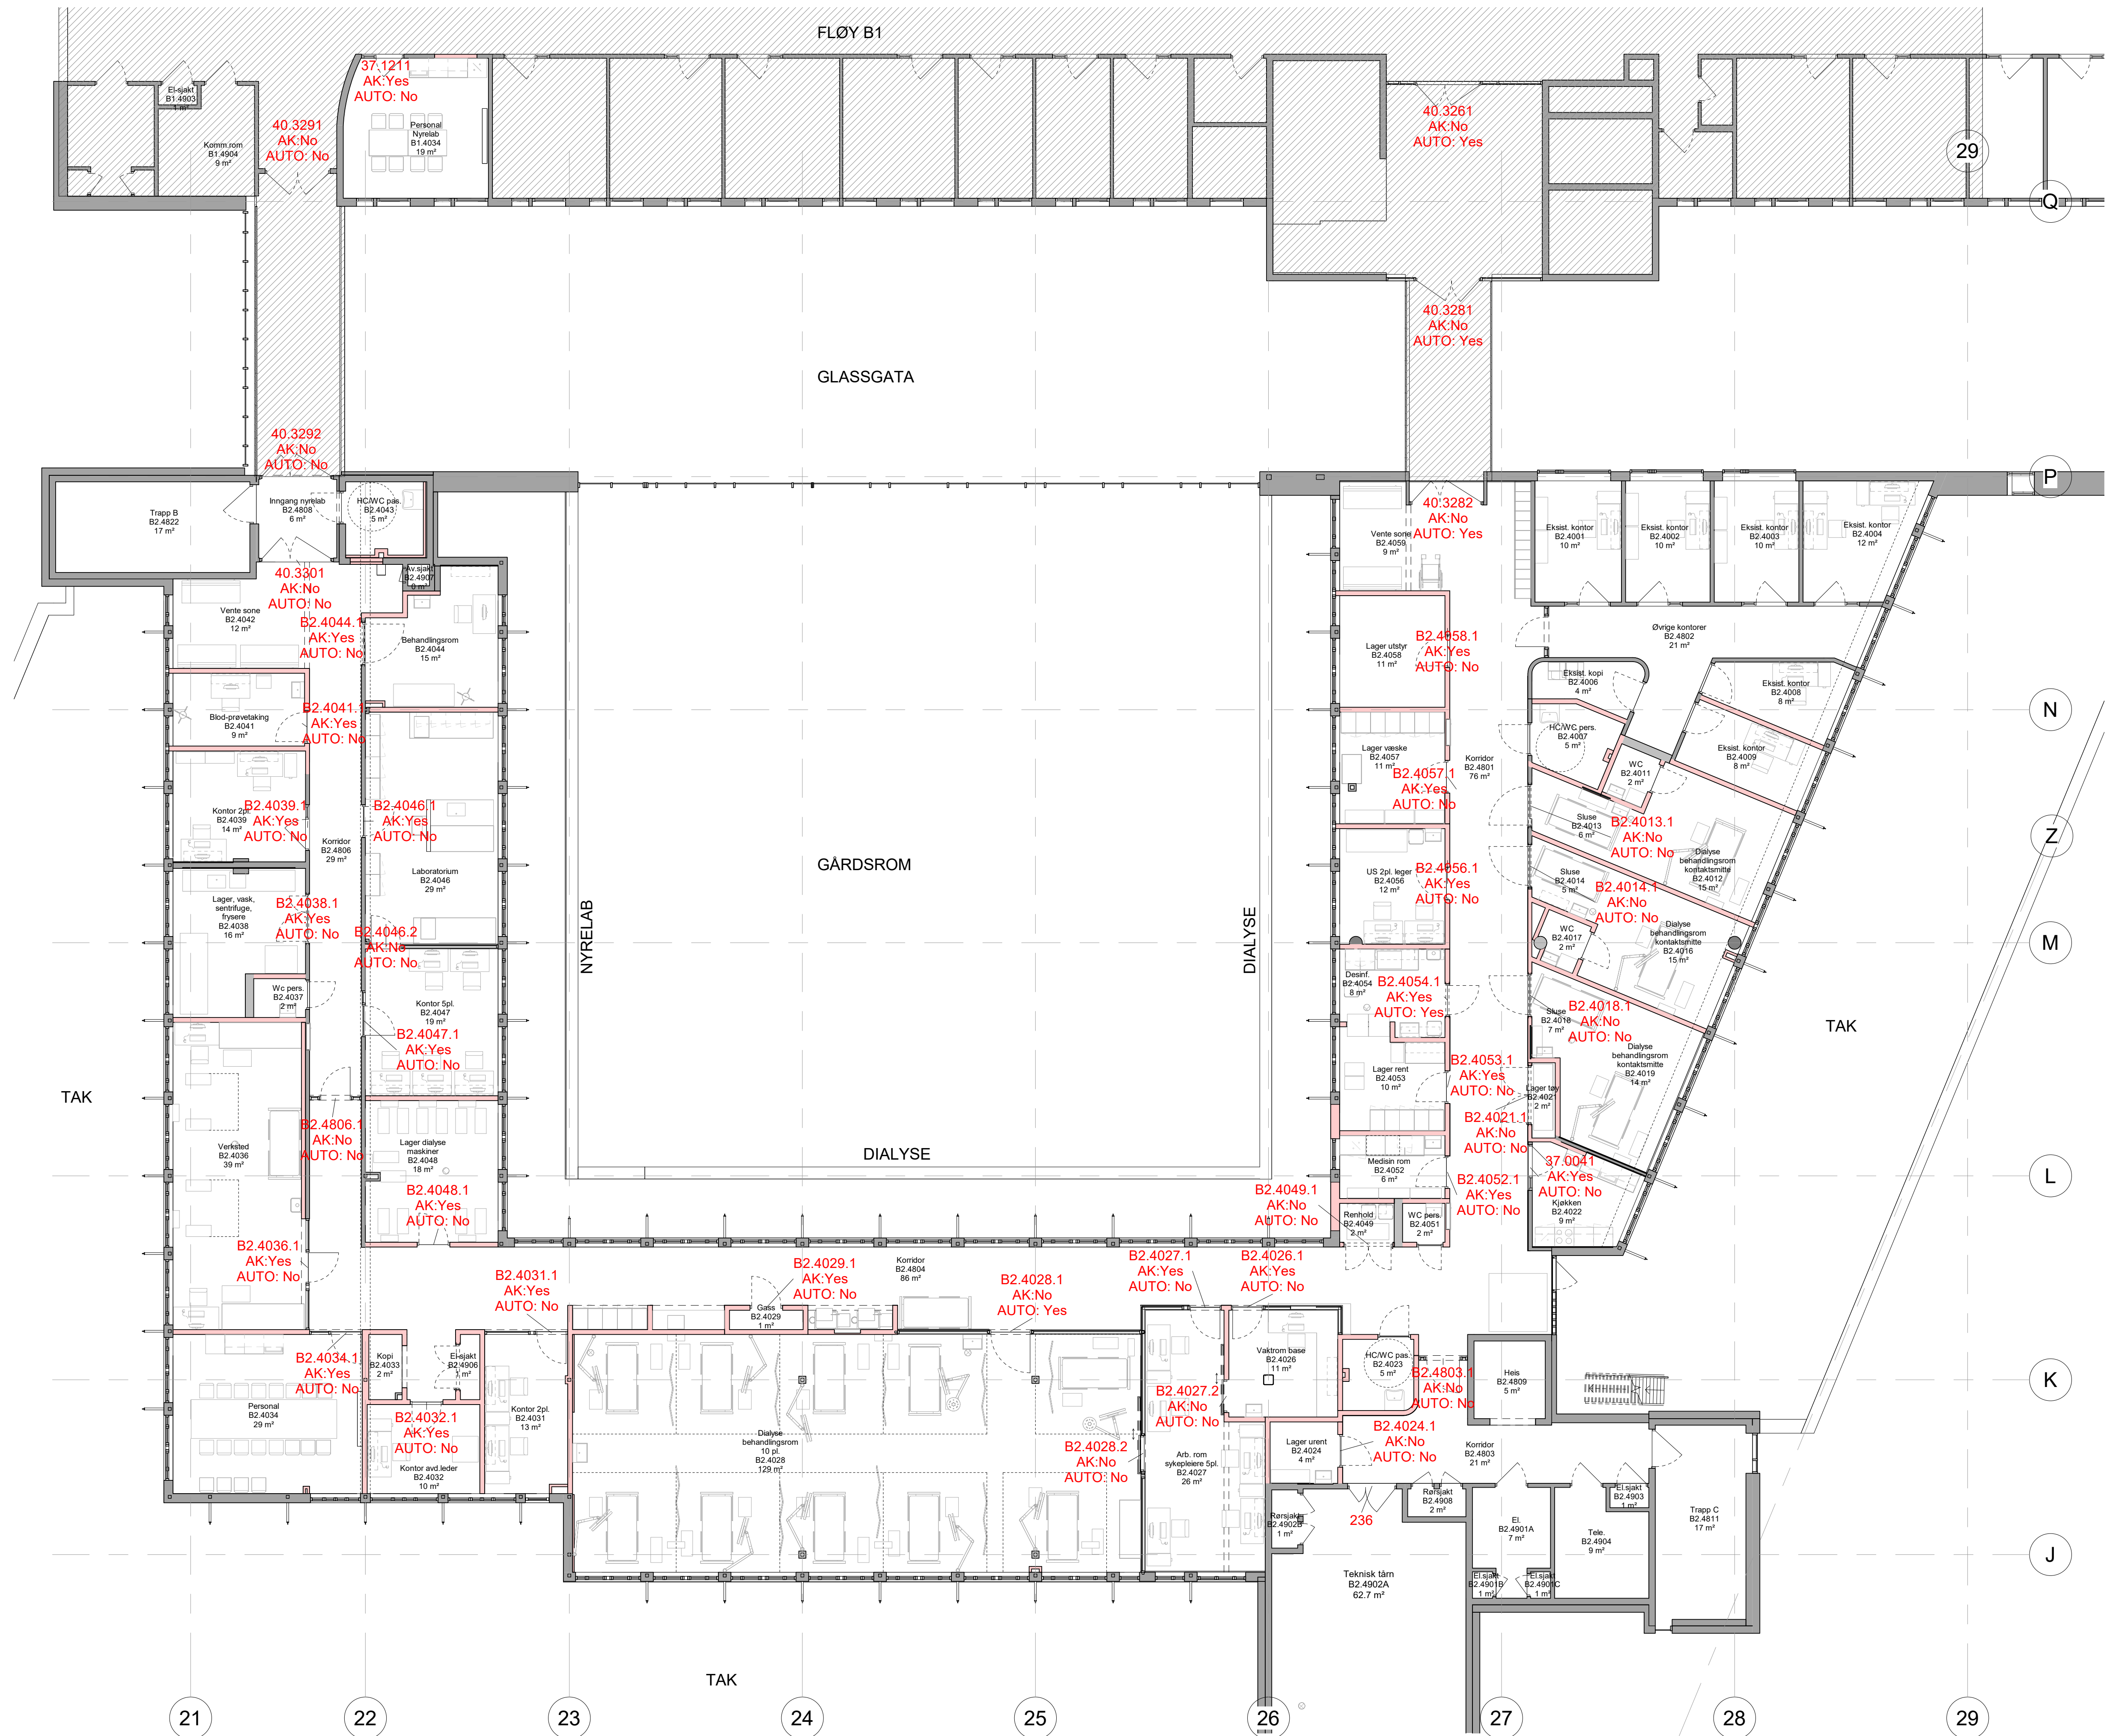 FLØY B1
37.1211
AK:Yes
AUTO: No
El-sjakt
B1.4903
1 m²
Komm.rom
B1.4904
9 m²
40.3291
AK:No
AUTO: No
Personal
Nyrelab
B1.4034
19 m²
40.3261
AK:No
AUTO: Yes
29
Q
40.3281
AK:No
AUTO: Yes
GLASSGATA
40.3292
AK:No
AUTO: No
P
Trapp B
B2.4822
17 m²
Inngang nyrelab
B2.4808
6 m²
HC/WC pas.
B2.4043
5 m²
40.3282
AK:No
AUTO: Yes
Vente sone
B2.4059
9 m²
Eksist. kontor
B2.4001
10 m²
Eksist. kontor
B2.4002
10 m²
Eksist. kontor
B2.4003
10 m²
Eksist. kontor
B2.4004
12 m²
40.3301
AK:No
AUTO: No
Av.sjakt
B2.4907
0 m²
Vente sone
B2.4042
12 m²
B2.4044.1
AK:Yes
AUTO: No
Behandlingsrom
B2.4044
15 m²
Lager utstyr
B2.4058
11 m²
B2.4058.1
AK:Yes
AUTO: No
Øvrige kontorer
B2.4802
21 m²
Eksist. kopi
B2.4006
4 m²
Eksist. kontor
B2.4008
8 m²
N
Blod-prøvetaking
B2.4041
9 m²
B2.4041.1
AK:Yes
AUTO: No
Lager væske
B2.4057
11 m²
B2.4057.1
AK:Yes
AUTO: No
Korridor
B2.4801
76 m²
HC/WC pers.
B2.4007
5 m²
Eksist. kontor
B2.4009
8 m²
WC
B2.4011
2 m²
Kontor 2pl.
B2.4039
14 m²
B2.4039.1
AK:Yes
AUTO: No
B2.4046.1
AK:Yes
AUTO: No
Korridor
B2.4806
29 m²
Laboratorium
B2.4046
29 m²
GÅRDSROM
Sluse
B2.4013
6 m²
B2.4013.1
AK:No
AUTO: No
Dialyse
behandlingsrom
kontaktsmitte
B2.4012
15 m²
Z
US 2pl. leger
B2.4056
12 m²
B2.4056.1
AK:Yes
AUTO: No
Sluse
B2.4014
5 m²
B2.4014.1
AK:No
AUTO: No
Lager, vask,
sentrifuge,
frysere
B2.4038
16 m²
B2.4038.1
AK:Yes
AUTO: No
B2.4046.2
AK:No
AUTO: No
NYRELAB
DIALYSE
WC
B2.4017
2 m²
Dialyse
behandlingsrom
kontaktsmitte
B2.4016
15 m²
M
Wc pers.
B2.4037
2 m²
Kontor 5pl.
B2.4047
19 m²
B2.4047.1
AK:Yes
AUTO: No
Desinf.
B2.4054
8 m²
B2.4054.1
AK:Yes
AUTO: Yes
Sluse
B2.4018
7 m²
B2.4018.1
AK:No
AUTO: No
TAK
Dialyse
behandlingsrom
kontaktsmitte
B2.4019
14 m²
Lager rent
B2.4053
10 m²
B2.4053.1
AK:Yes
AUTO: No
Lager tøy
B2.4021
2 m²
B2.4021.1
AK:No
AUTO: No
TAK
B2.4806.1
AK:No
AUTO: No
Verksted
B2.4036
39 m²
Lager dialyse
maskiner
B2.4048
18 m²
DIALYSE
Medisin rom
B2.4052
6 m²
B2.4052.1
AK:Yes
AUTO: No
37.0041
AK:Yes
AUTO: No
Kjøkken
B2.4022
9 m²
L
B2.4048.1
AK:Yes
AUTO: No
B2.4049.1
AK:No
AUTO: No
Renhold
B2.4049
2 m²
WC pers.
B2.4051
2 m²
B2.4036.1
AK:Yes
AUTO: No
B2.4031.1
AK:Yes
AUTO: No
B2.4029.1
AK:Yes
AUTO: No
Korridor
B2.4804
86 m²
B2.4028.1
AK:No
AUTO: Yes
B2.4027.1
AK:Yes
AUTO: No
B2.4026.1
AK:Yes
AUTO: No
Gass
B2.4029
1 m²
B2.4034.1
AK:Yes
AUTO: No
Kopi
B2.4033
2 m²
El-sjakt
B2.4906
1 m²
Vaktrom base
B2.4026
11 m²
HC/WC pas.
B2.4023
5 m²
B2.4803.1
AK:No
AUTO: No
Heis
B2.4809
5 m²
K
Personal
B2.4034
29 m²
B2.4032.1
AK:Yes
AUTO: No
Kontor avd.leder
B2.4032
10 m²
Kontor 2pl.
B2.4031
13 m²
Dialyse
behandlingsrom
10 pl.
B2.4028
129 m²
B2.4027.2
AK:No
AUTO: No
B2.4028.2
AK:No
AUTO: No
Arb. rom
sykepleiere 5pl.
B2.4027
26 m²
Lager urent
B2.4024
4 m²
B2.4024.1
AK:No
AUTO: No
Korridor
B2.4803
21 m²
Rørsjakt
B2.4902B
1 m²
236
Rørsjakt
B2.4908
2 m²
El.
B2.4901A
7 m²
El.sjakt
B2.4903
1 m²
Tele.
B2.4904
9 m²
Trapp C
B2.4811
17 m²
J
Teknisk tårn
B2.4902A
62.7 m²
El.sjakt
B2.4901B
1 m²
El.sjakt
B2.4901C
1 m²
TAK
21
22
23
24
25
26
27
28
29